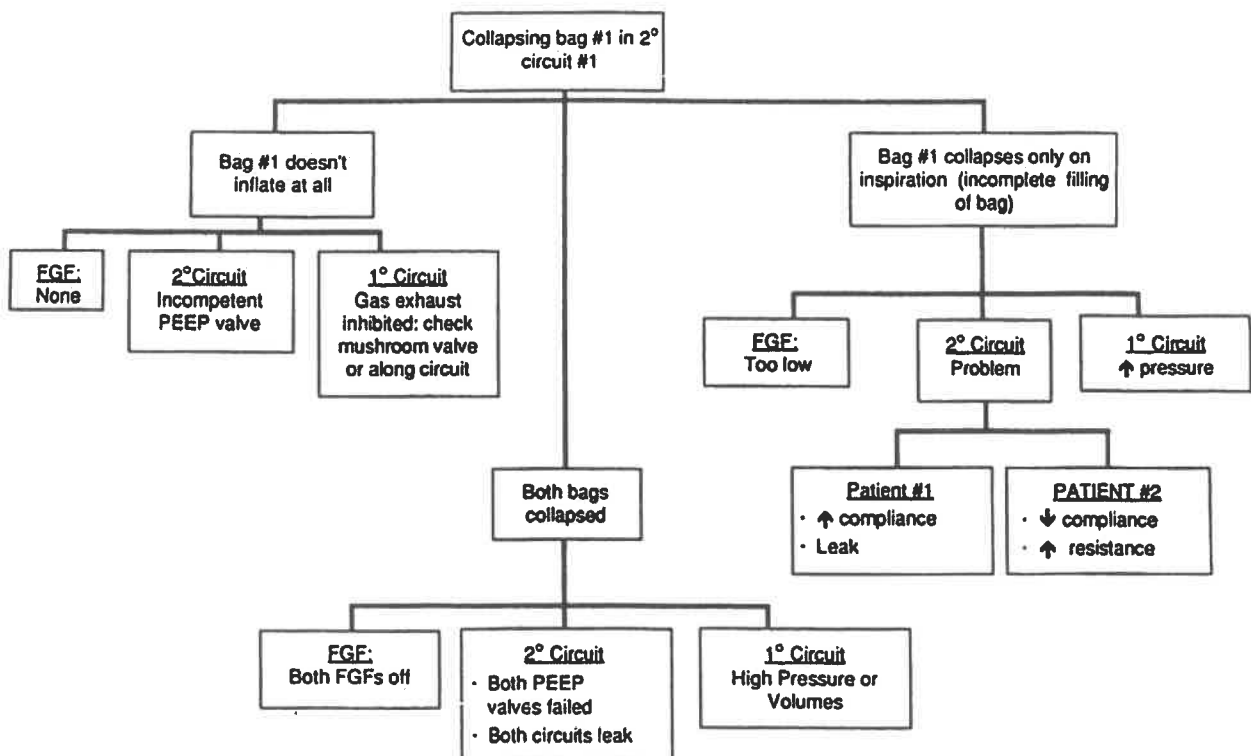 Collapsing bag #1 in 2°
circuit #1
Bag #1 doesn't
inflate at all
FGF:
None
2°Circuit
Incompetent
PEEP valve
1° Circuit
Gas exhaust
inhibited: check
mushroom valve
or along circuit
Both bags
collapsed
FGF:
Both FGFs off
2° Circuit
· Both PEEP
valves failed
· Both circuits leak
1° Circuit
High Pressure or
Volumes
Bag #1 collapses only on
inspiration (incomplete filling
of bag)
FGF:
Too low
2° Circuit
Problem
1° Circuit
↑ pressure
Patient #1
· ↑ compliance
· Leak
PATIENT #2
· ↓ compliance
· ↑ resistance